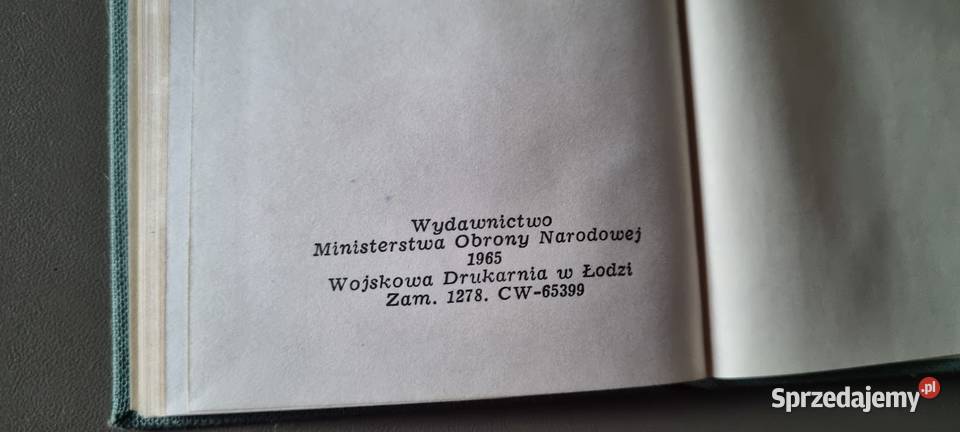 Wydawnictwo
Ministerstwa Obrony Narodowej
1965
Wojskowa Drukarnia w Łodzi
Zam. 1278. CW-65399
Sprzedajemy.pl